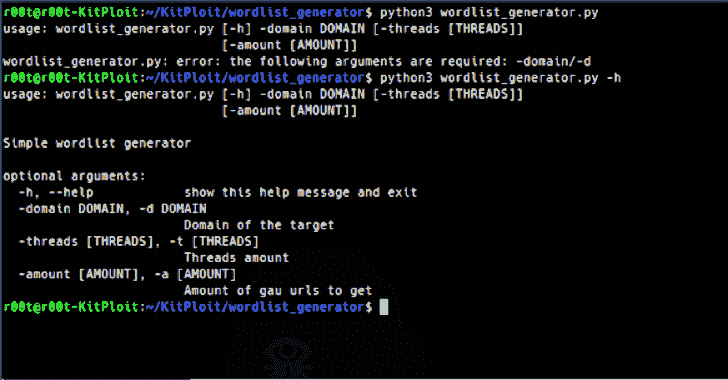 r00t@r00t-KitPloit:~/KitPloit/wordlist_generator$ python3 wordlist_generator.py
usage: wordlist_generator.py [-h] -domain DOMAIN [-threads [THREADS]]
[-amount [AMOUNT]]
wordlist_generator.py: error: the following arguments are required: -domain/-d
r00t@r00t-KitPloit:~/KitPloit/wordlist_generator$ python3 wordlist_generator.py -h
usage: wordlist_generator.py [-h] -domain DOMAIN [-threads [THREADS]]
[-amount [AMOUNT]]
Simple wordlist generator
optional arguments:
-h, --help show this help message and exit
-domain DOMAIN, -d DOMAIN
Domain of the target
-threads [THREADS], -t [THREADS]
Threads amount
-amount [AMOUNT], -a [AMOUNT]
Amount of gau urls to get
r00t@r00t-KitPloit:~/KitPloit/wordlist_generator$